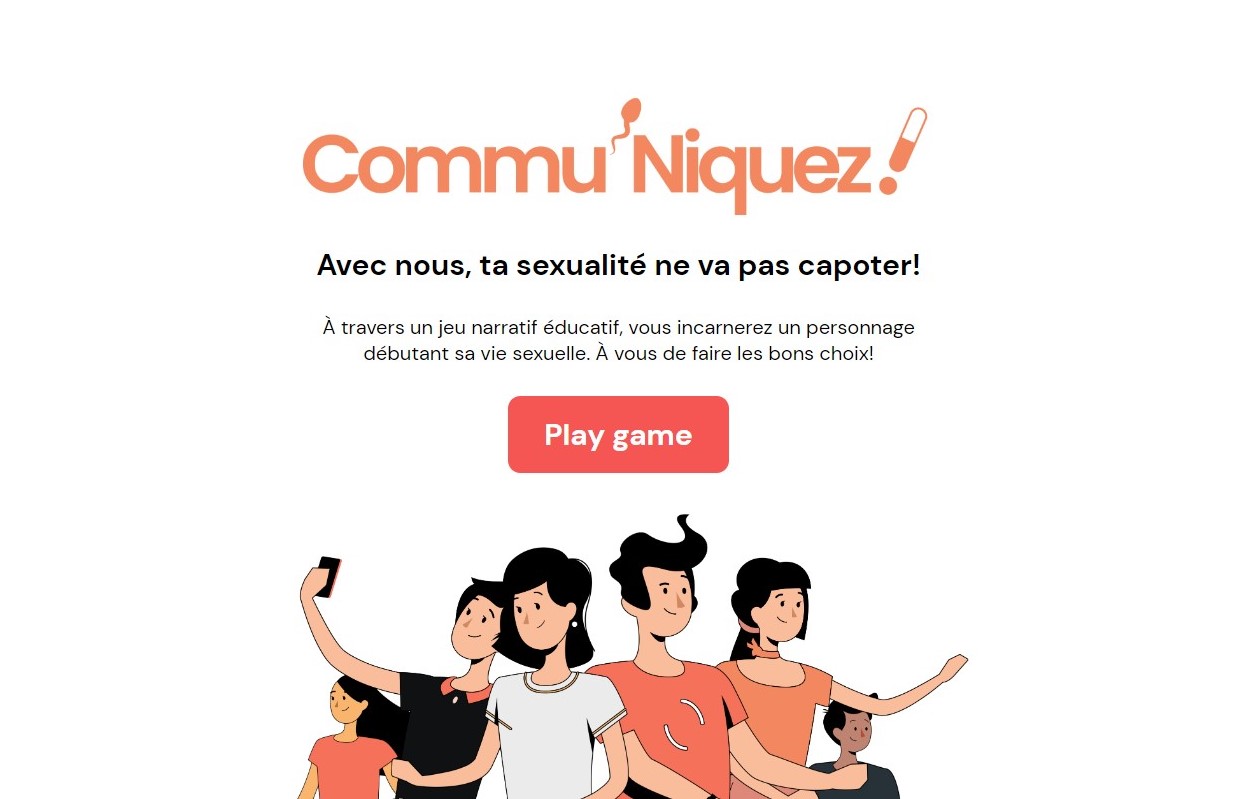 Commu'Niquez!
Avec nous, ta sexualité ne va pas capoter!
À travers un jeu narratif éducatif, vous incarnerez un personnage
débutant sa vie sexuelle. À vous de faire les bons choix!
Play game